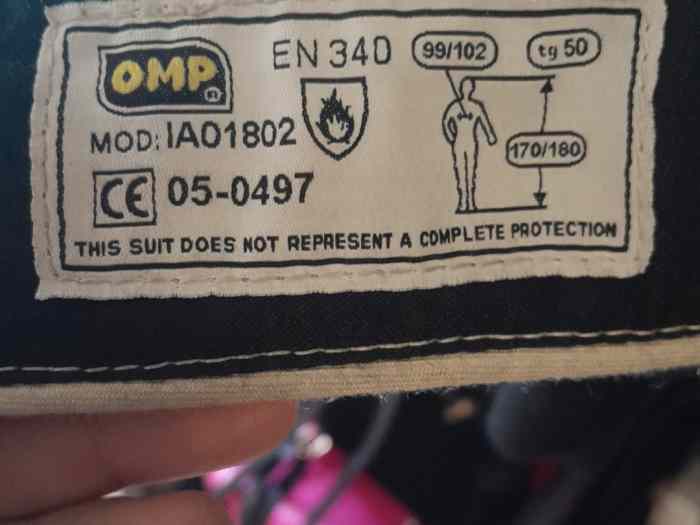 OMP ®
EN 340
99/102
tg 50
MOD: IA01802
170/180
CE 05-0497
THIS SUIT DOES NOT REPRESENT A COMPLETE PROTECTION